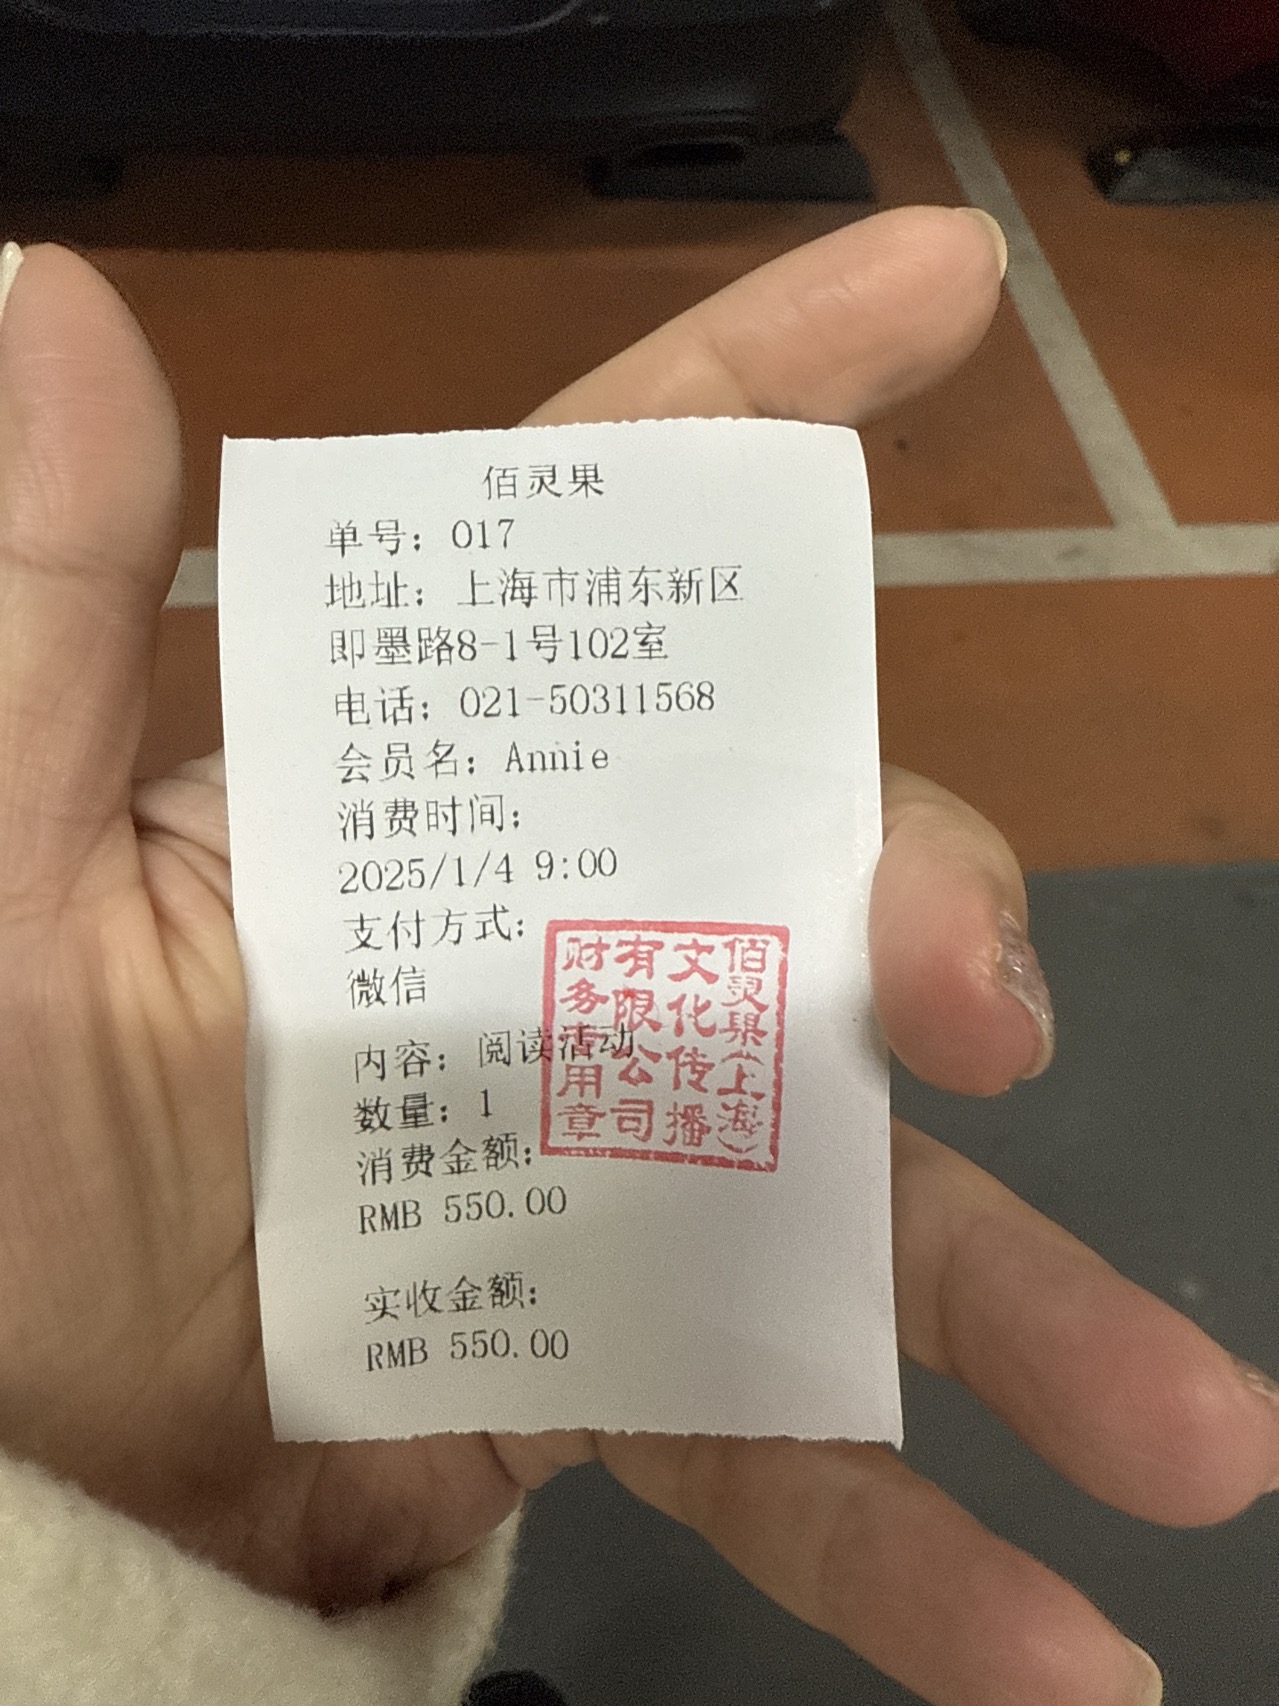 佰灵果
单号：017
地址：上海市浦东新区
即墨路8-1号102室
电话：021-50311568
会员名：Annie
消费时间：
2025/1/4 9:00
支付方式：
微信
内容：阅读活动
数量：1
消费金额：
RMB 550.00
实收金额：
RMB 550.00
佰灵果（上海）
文化传播
有限公司
财务专用章